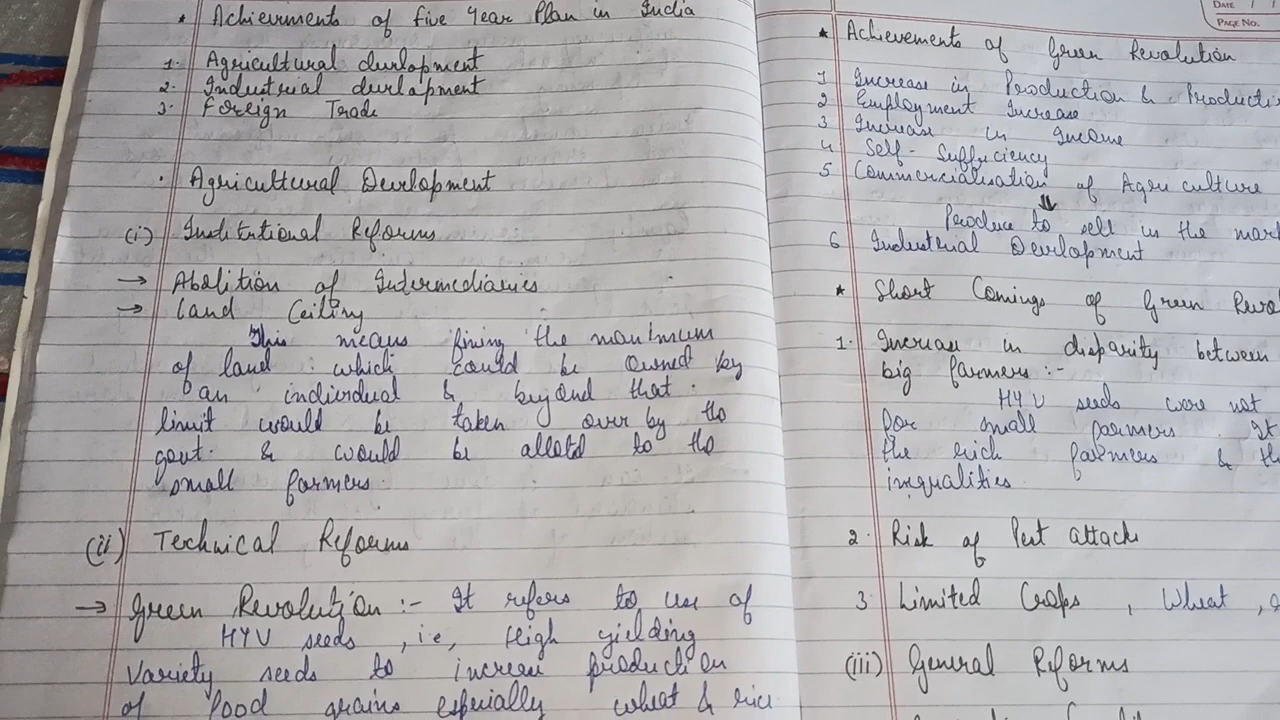 * Achievments of five Year Plan in India
1. Agricultural development
2. Industrial development
3. Foreign Trade
. Agricultural Development
(i) Institutional Reforms
→ Abolition of Intermediaries
→ Land Ceiling
This means fixing the maximum
of land which could be owned by
an individual & beyond that
limit would be taken over by the
govt. & would be alloted to the
small farmers.
(ii) Technical Reforms
→ Green Revolution :- It refers to use of
HYV seeds , i.e, High yielding
Variety seeds to increase production
of food grains especially wheat & rice
DATE / /
PAGE NO.
* Achievements of Green Revolution
1 Increase in Production & Producti
2 Employment Increase
3 Increase in Income
4 Self- Sufficiency
5 Commercialisation of Agriculture
⇓
Produce to sell in the mark
6 Industrial Development
* Short Comings of Green Revol
1. Increase in disparity between
big farmers :-
HYV seeds were not
for small farmers . It
the rich farmers & th
inequalities
2. Risk of Pest attack
3 Limited Crops , Wheat ,
(iii) General Reforms